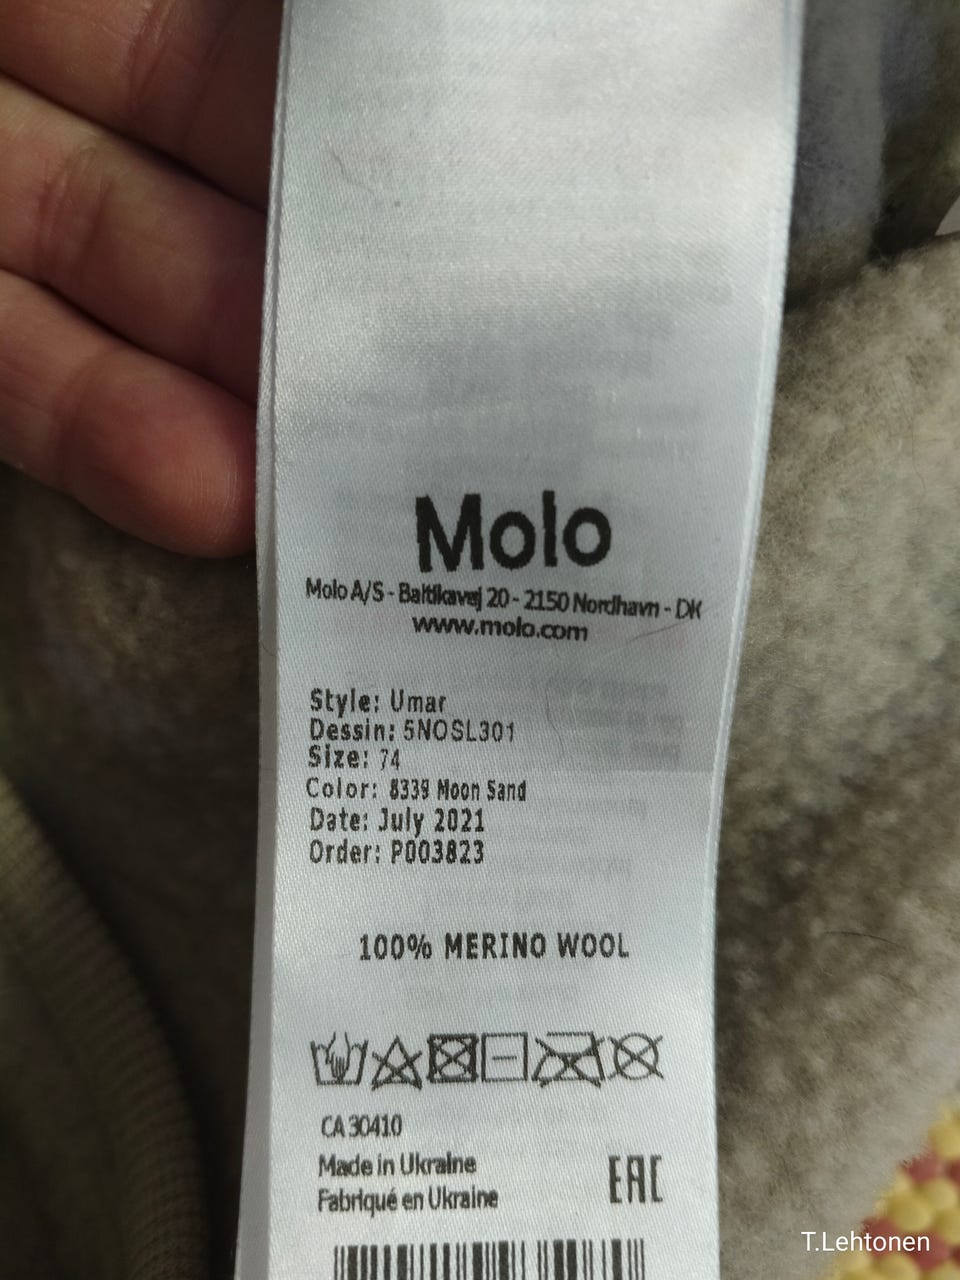 Molo
Molo A/S - Baltikavej 20 - 2150 Nordhavn - DK
www.molo.com
Style: Umar
Dessin: 5NOSL301
Size: 74
Color: 8339 Moon Sand
Date: July 2021
Order: P003823
100% MERINO WOOL
CA 30410
Made in Ukraine
Fabriqué en Ukraine
EAC
T.Lehtonen